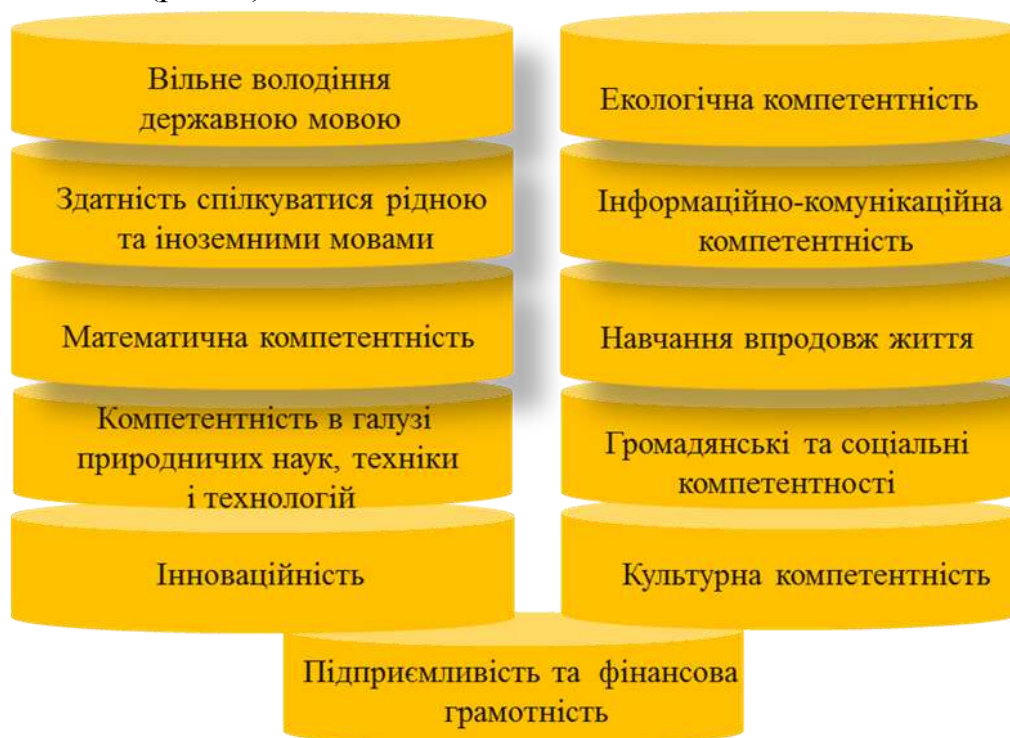 Вільне володіння
державною мовою
Здатність спілкуватися рідною
та іноземними мовами
Математична компетентність
Компетентність в галузі
природничих наук, техніки
і технологій
Інноваційність
Екологічна компетентність
Інформаційно-комунікаційна
компетентність
Навчання впродовж життя
Громадянські та соціальні
компетентності
Культурна компетентність
Підприємливість та фінансова
грамотність